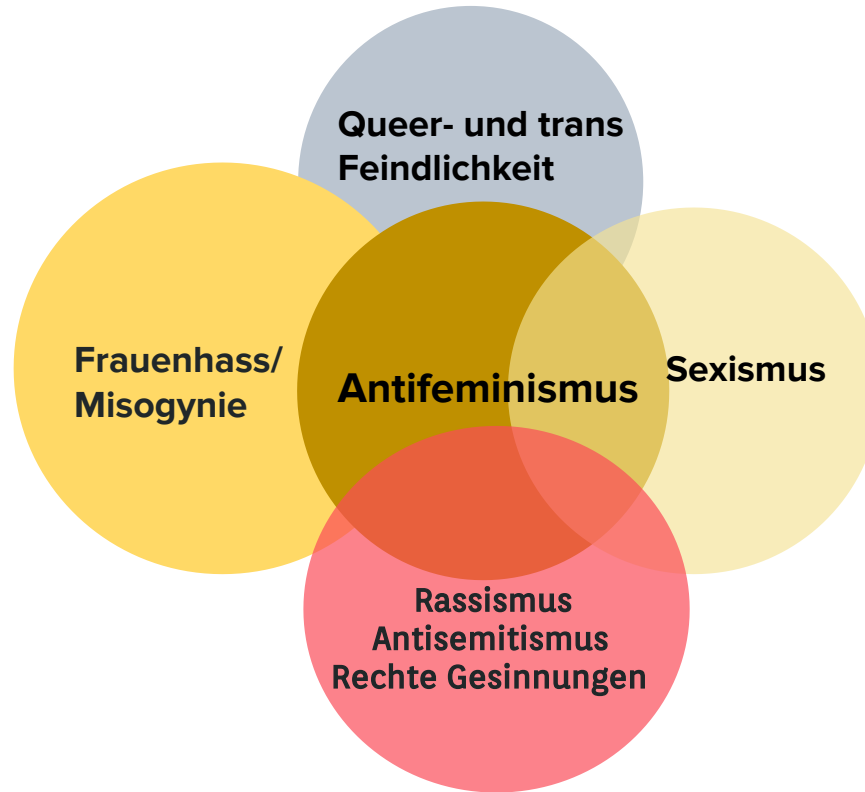 Queer- und trans
Feindlichkeit
Frauenhass/
Misogynie
Antifeminismus
Sexismus
Rassismus
Antisemitismus
Rechte Gesinnungen